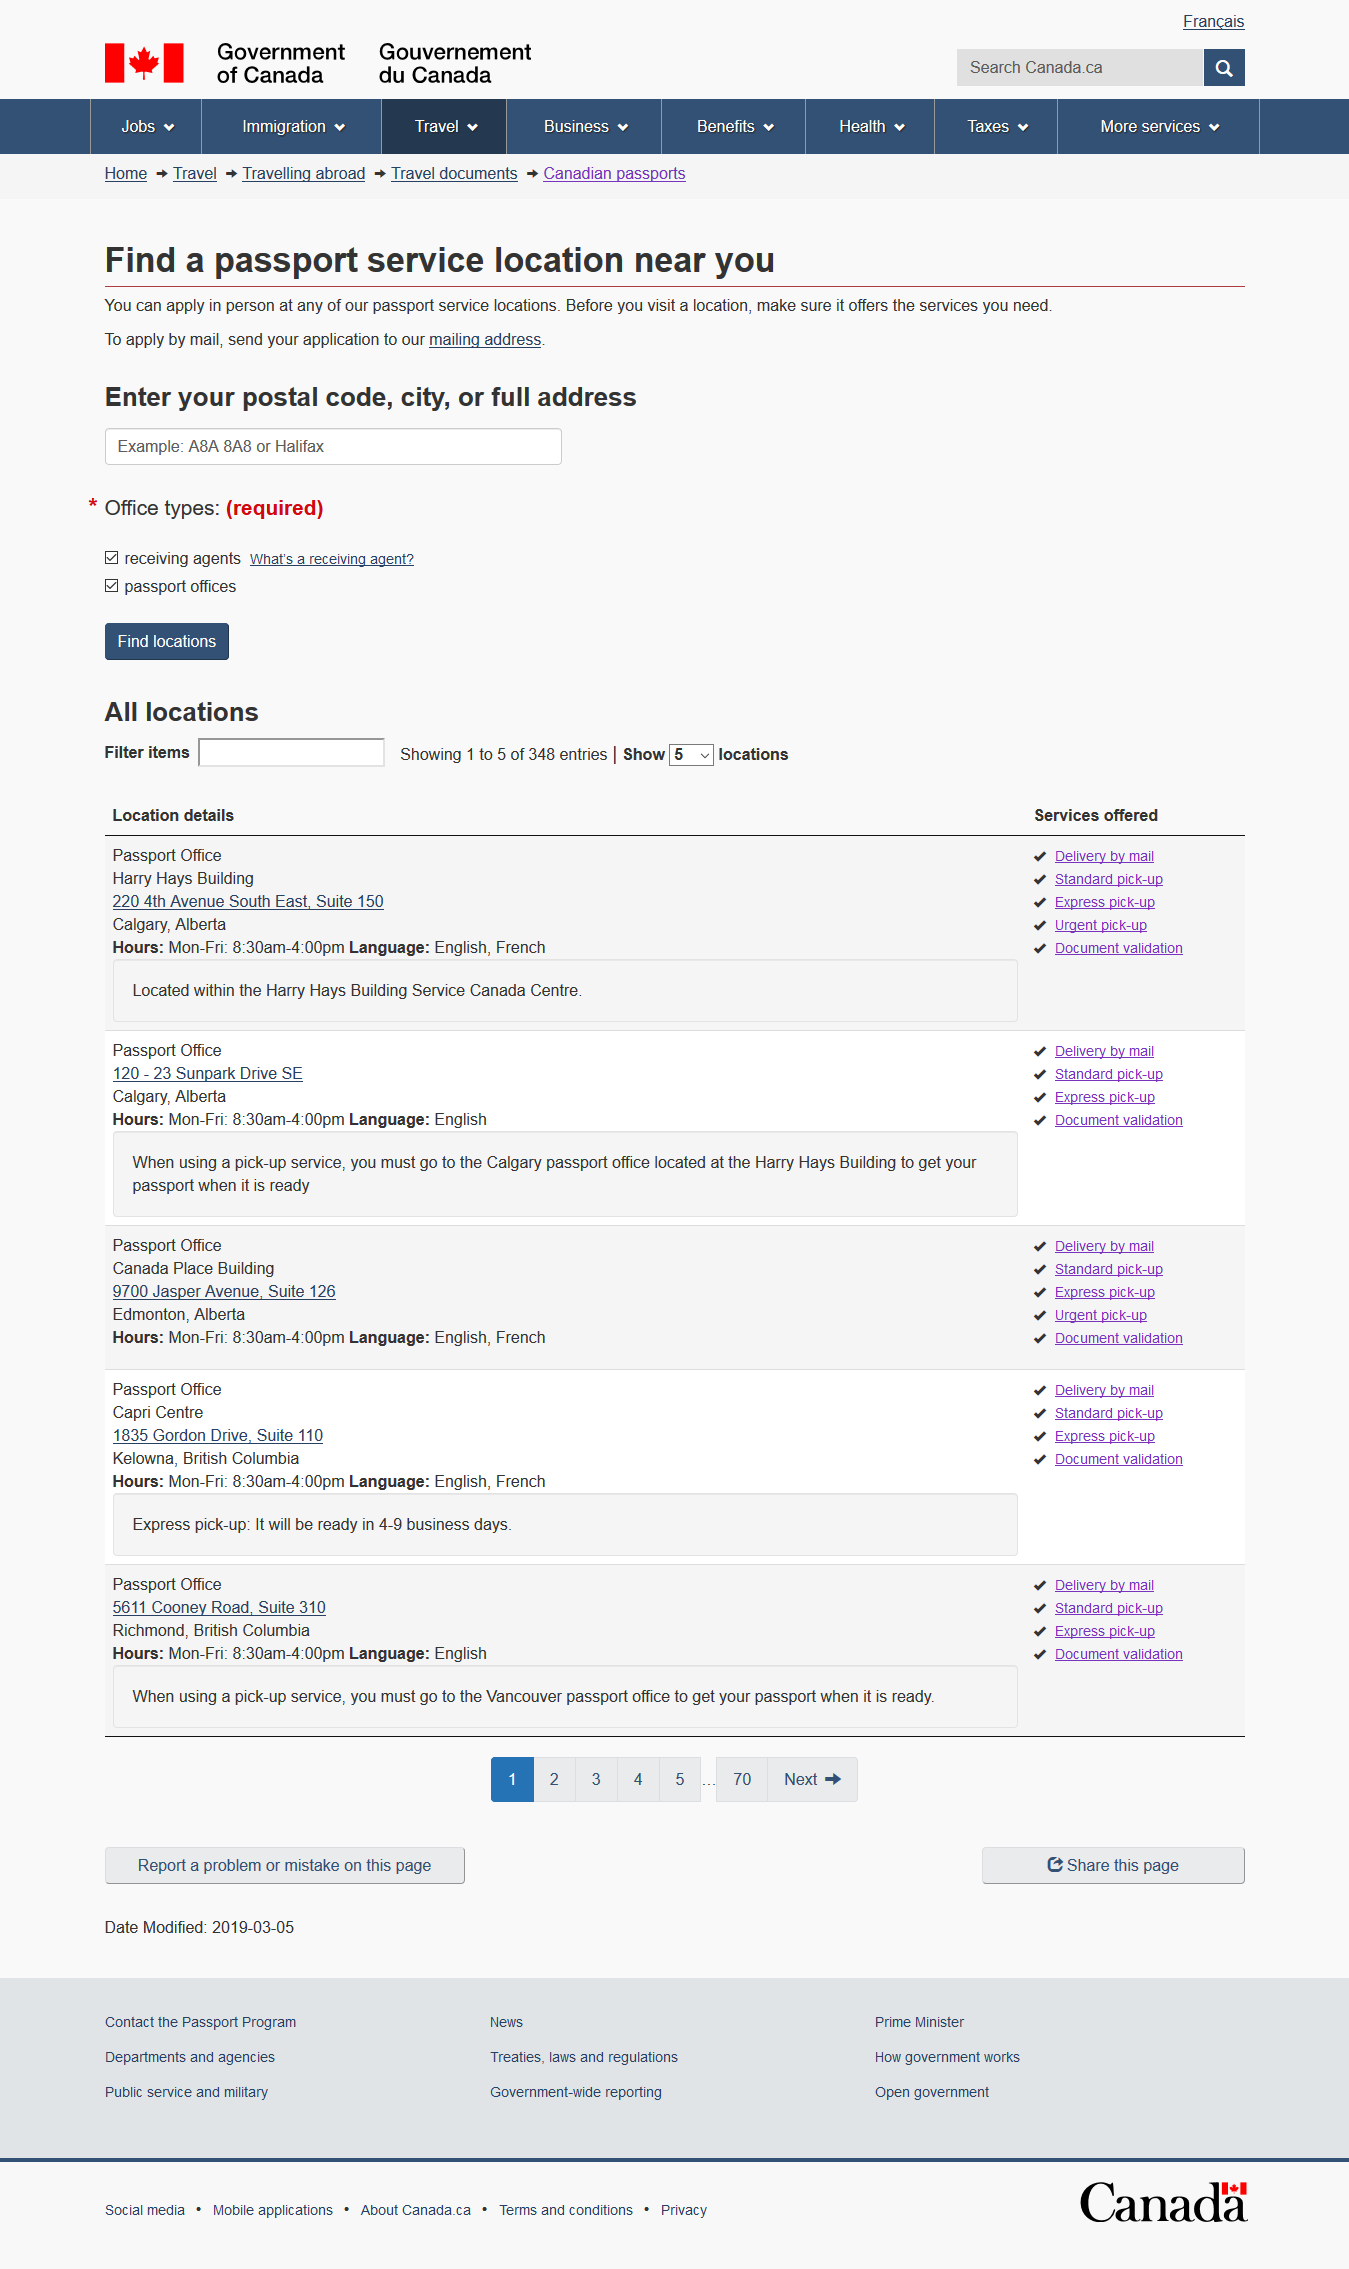 Français
Government of Canada
Gouvernement du Canada
Search Canada.ca
Jobs Immigration Travel Business Benefits Health Taxes More services
Home Travel Travelling abroad Travel documents Canadian passports
Find a passport service location near you
You can apply in person at any of our passport service locations. Before you visit a location, make sure it offers the services you need.
To apply by mail, send your application to our mailing address.
Enter your postal code, city, or full address
Example: A8A 8A8 or Halifax
* Office types: (required)
receiving agents What's a receiving agent?
passport offices
Find locations
All locations
Filter items Showing 1 to 5 of 348 entries | Show 5 locations
Location details Services offered
Passport Office
Harry Hays Building
220 4th Avenue South East, Suite 150
Calgary, Alberta
Hours: Mon-Fri: 8:30am-4:00pm Language: English, French
Located within the Harry Hays Building Service Canada Centre.
Delivery by mail
Standard pick-up
Express pick-up
Urgent pick-up
Document validation
Passport Office
120 - 23 Sunpark Drive SE
Calgary, Alberta
Hours: Mon-Fri: 8:30am-4:00pm Language: English
When using a pick-up service, you must go to the Calgary passport office located at the Harry Hays Building to get your
passport when it is ready
Delivery by mail
Standard pick-up
Express pick-up
Document validation
Passport Office
Canada Place Building
9700 Jasper Avenue, Suite 126
Edmonton, Alberta
Hours: Mon-Fri: 8:30am-4:00pm Language: English, French
Delivery by mail
Standard pick-up
Express pick-up
Urgent pick-up
Document validation
Passport Office
Capri Centre
1835 Gordon Drive, Suite 110
Kelowna, British Columbia
Hours: Mon-Fri: 8:30am-4:00pm Language: English, French
Express pick-up: It will be ready in 4-9 business days.
Delivery by mail
Standard pick-up
Express pick-up
Document validation
Passport Office
5611 Cooney Road, Suite 310
Richmond, British Columbia
Hours: Mon-Fri: 8:30am-4:00pm Language: English
When using a pick-up service, you must go to the Vancouver passport office to get your passport when it is ready.
Delivery by mail
Standard pick-up
Express pick-up
Document validation
1 2 3 4 5 … 70 Next
Report a problem or mistake on this page
Share this page
Date Modified: 2019-03-05
Contact the Passport Program
Departments and agencies
Public service and military
News
Treaties, laws and regulations
Government-wide reporting
Prime Minister
How government works
Open government
Social media • Mobile applications • About Canada.ca • Terms and conditions • Privacy
Canada